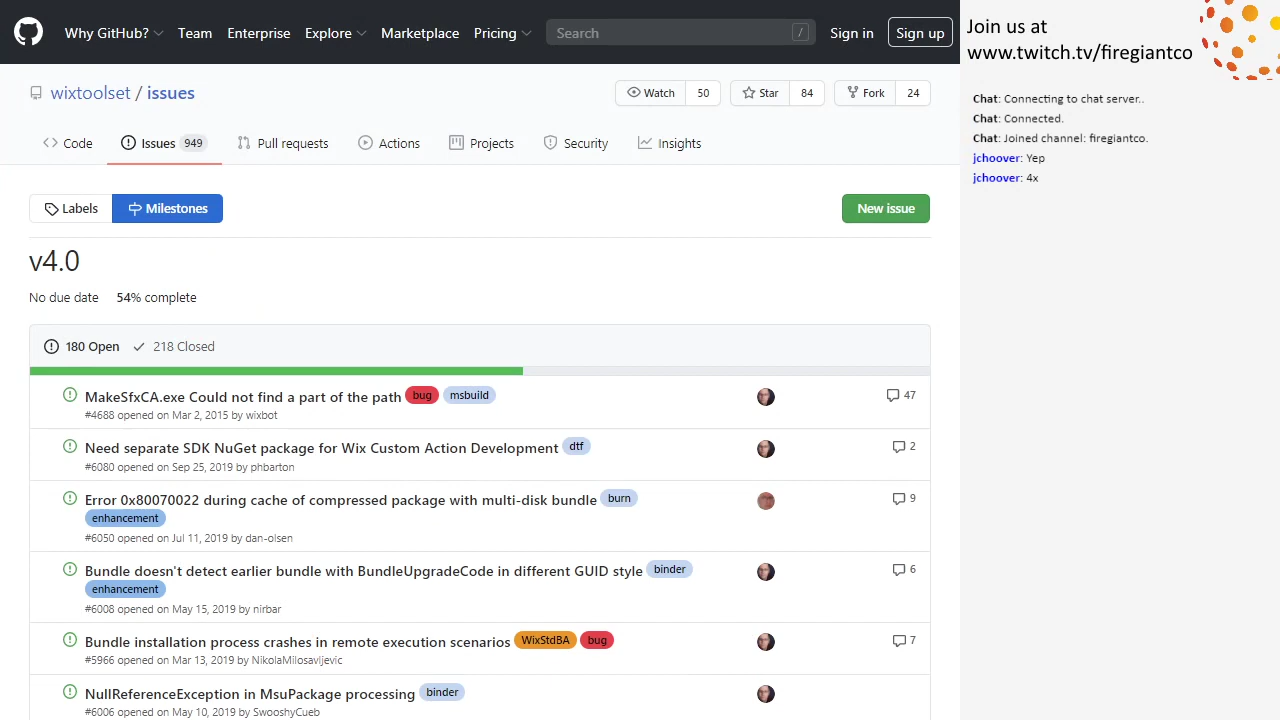 Why GitHub? Team Enterprise Explore Marketplace Pricing Search / Sign in Sign up
wixtoolset / issues Watch 50 Star 84 Fork 24
Code Issues 949 Pull requests Actions Projects Security Insights
Labels Milestones New issue
v4.0
No due date 54% complete
180 Open 218 Closed
MakeSfxCA.exe Could not find a part of the path bug msbuild 47
#4688 opened on Mar 2, 2015 by wixbot
Need separate SDK NuGet package for Wix Custom Action Development dtf 2
#6080 opened on Sep 25, 2019 by phbarton
Error 0x80070022 during cache of compressed package with multi-disk bundle burn 9
enhancement
#6050 opened on Jul 11, 2019 by dan-olsen
Bundle doesn't detect earlier bundle with BundleUpgradeCode in different GUID style binder 6
enhancement
#6008 opened on May 15, 2019 by nirbar
Bundle installation process crashes in remote execution scenarios WixStdBA bug 7
#5966 opened on Mar 13, 2019 by NikolaMilosavljevic
NullReferenceException in MsuPackage processing binder
#6006 opened on May 10, 2019 by SwooshyCueb
Join us at
www.twitch.tv/firegiantco
Chat: Connecting to chat server..
Chat: Connected.
Chat: Joined channel: firegiantco.
jchoover: Yep
jchoover: 4x